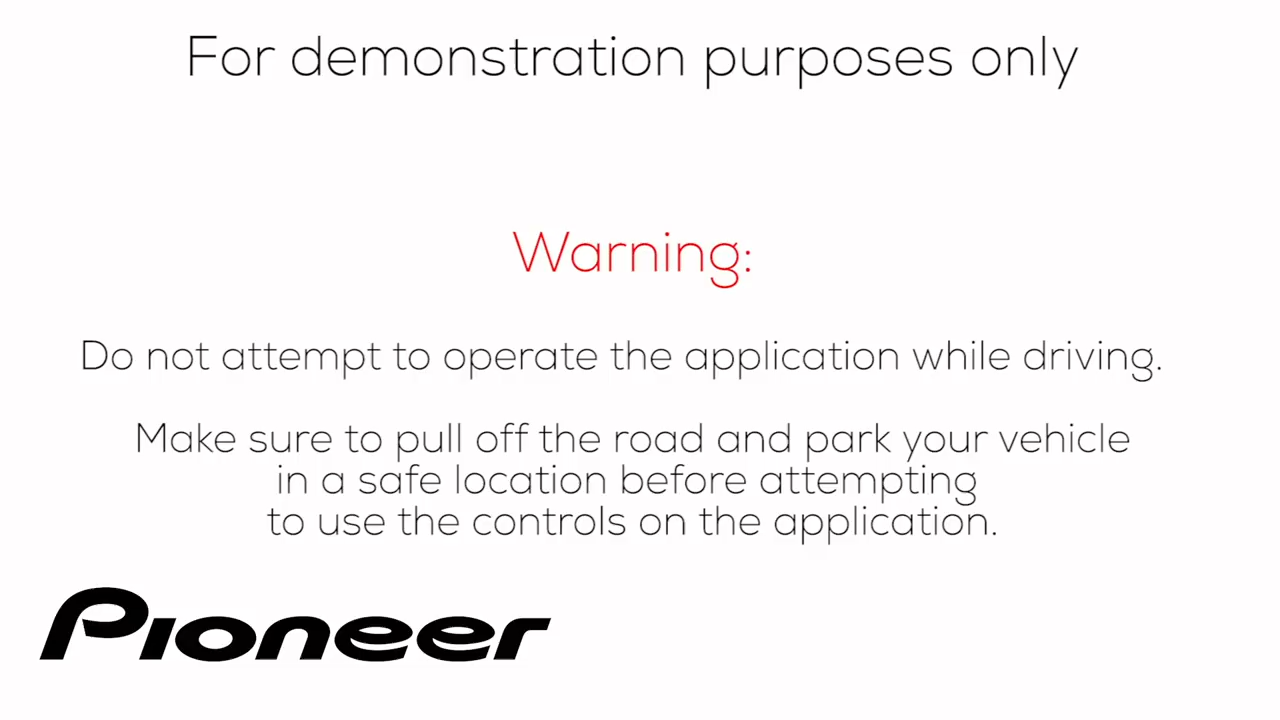 For demonstration purposes only
Warning:
Do not attempt to operate the application while driving.
Make sure to pull off the road and park your vehicle
in a safe location before attempting
to use the controls on the application.
Pioneer